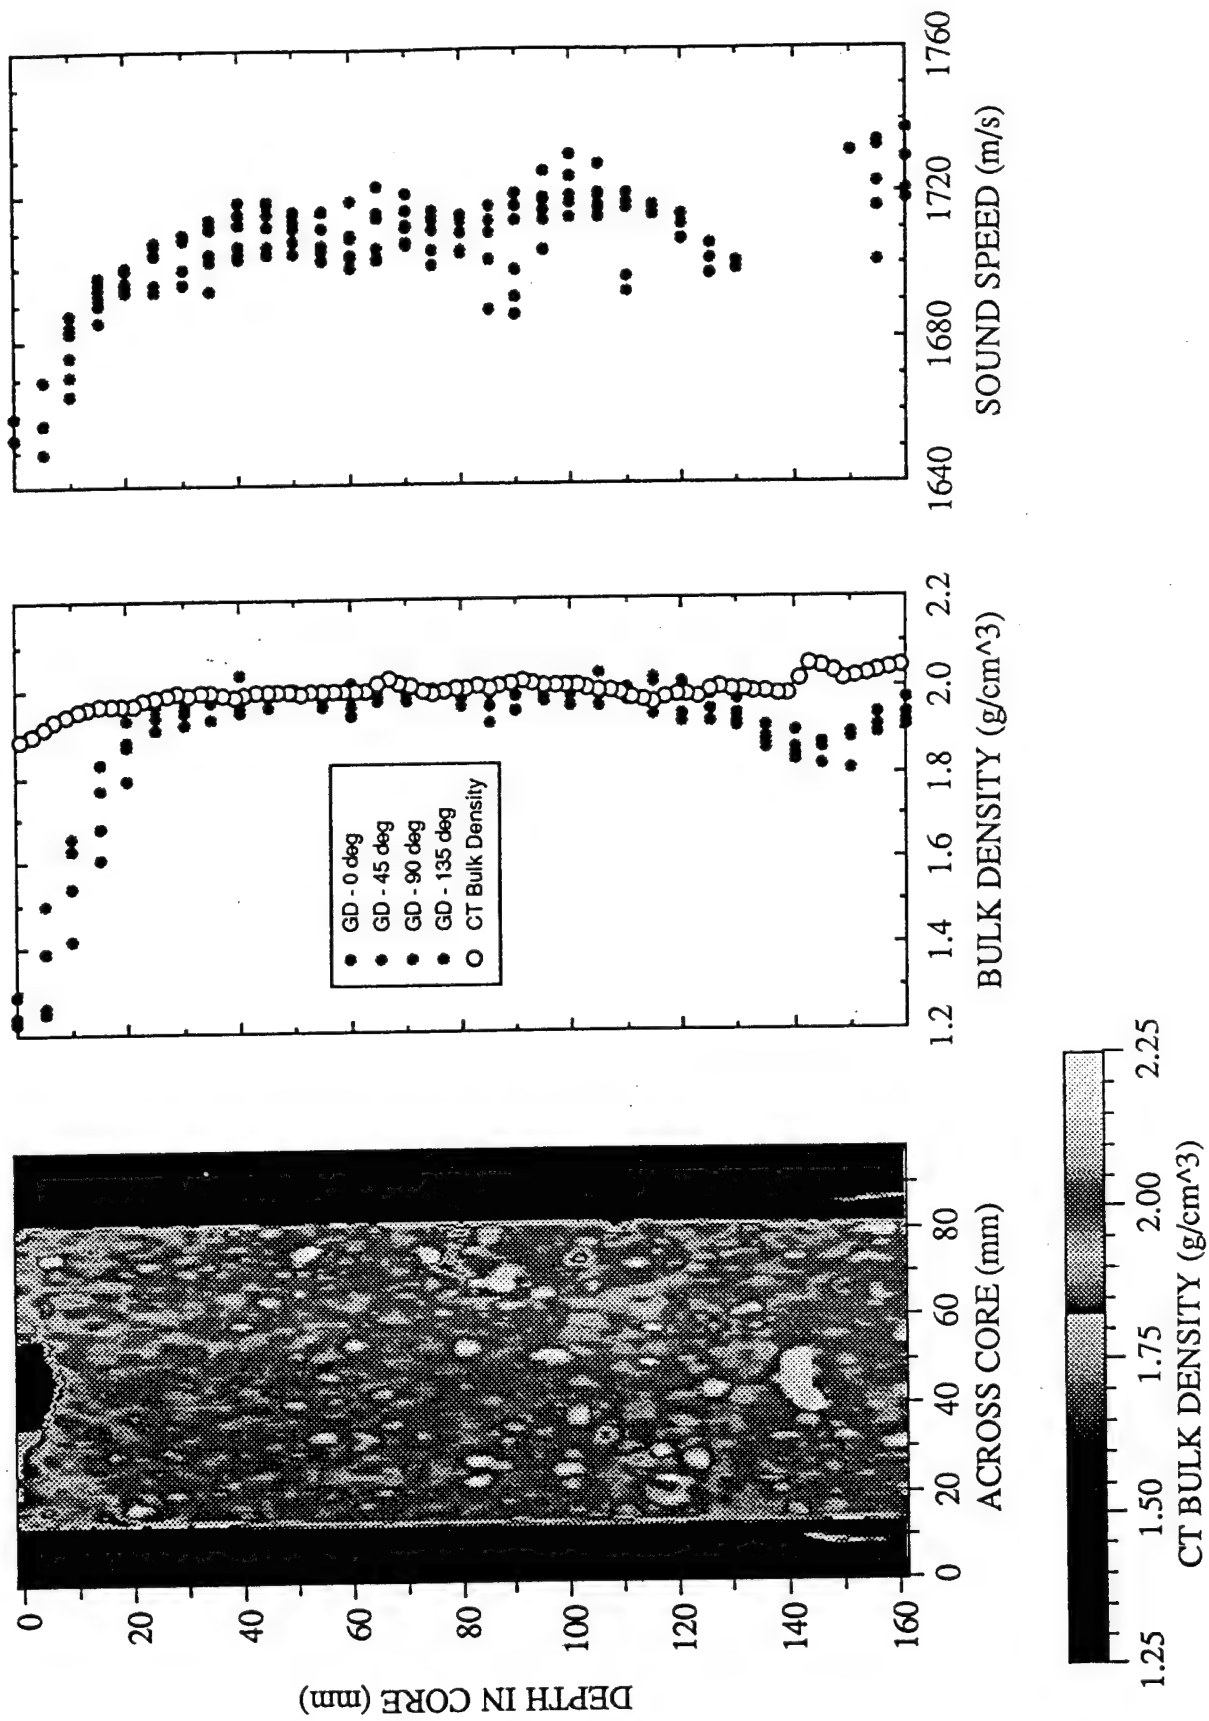 0
20
40
60
80
100
120
140
160
DEPTH IN CORE (mm)
0
20
40
60
80
ACROSS CORE (mm)
1.25
1.50
1.75
2.00
2.25
CT BULK DENSITY (g/cm^3)
GD - 0 deg
GD - 45 deg
GD - 90 deg
GD - 135 deg
CT Bulk Density
1.2
1.4
1.6
1.8
2.0
2.2
BULK DENSITY (g/cm^3)
1640
1680
1720
1760
SOUND SPEED (m/s)